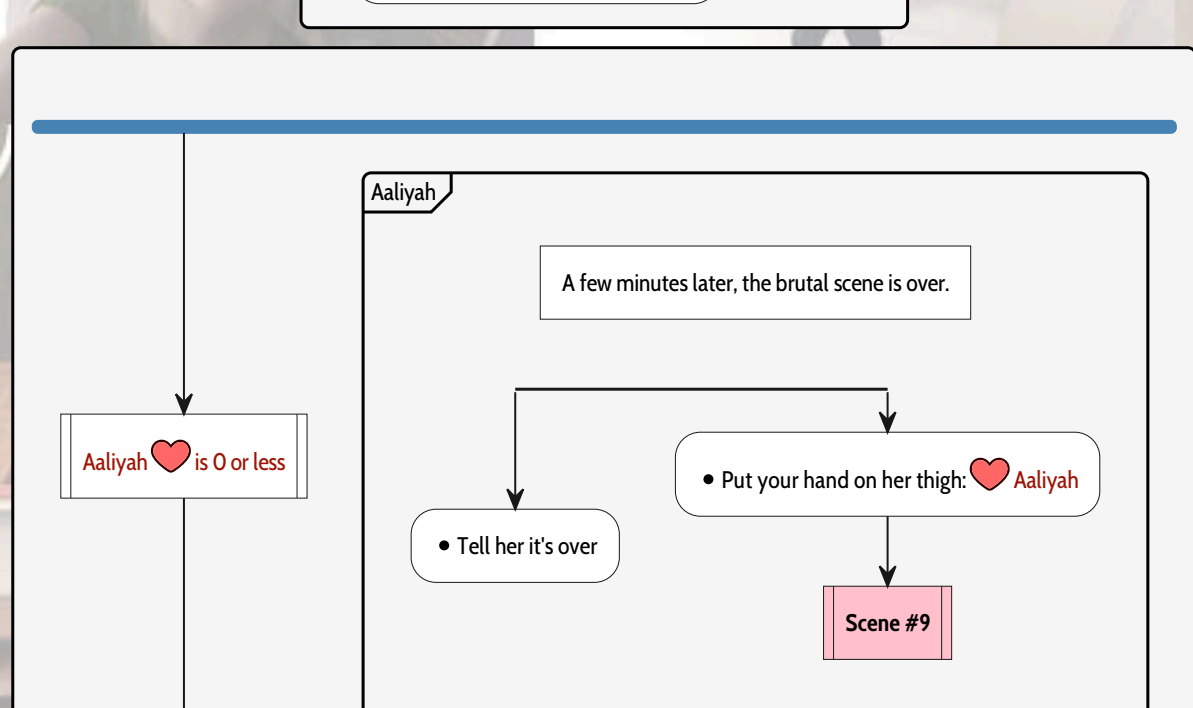 Aaliyah
A few minutes later, the brutal scene is over.
Aaliyah is 0 or less
• Put your hand on her thigh: Aaliyah
• Tell her it's over
Scene #9